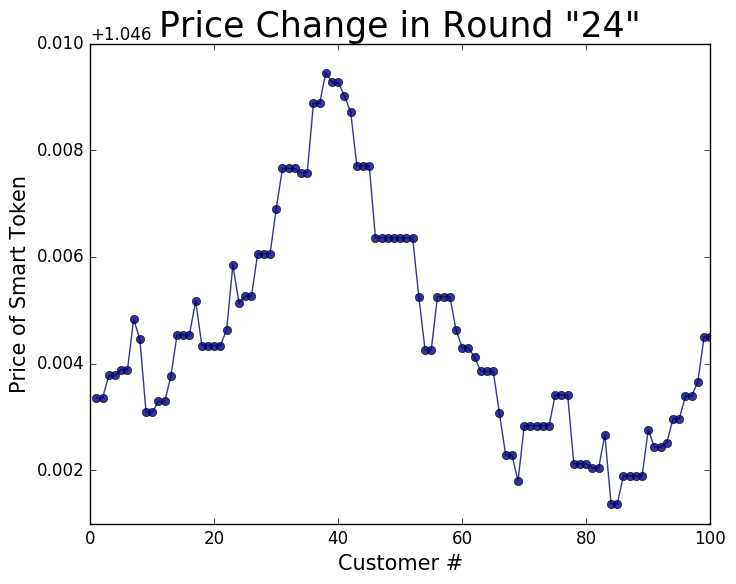 Price Change in Round "24"
+1.046
0.010
0.008
0.006
0.004
0.002
Price of Smart Token
0 20 40 60 80 100
Customer #